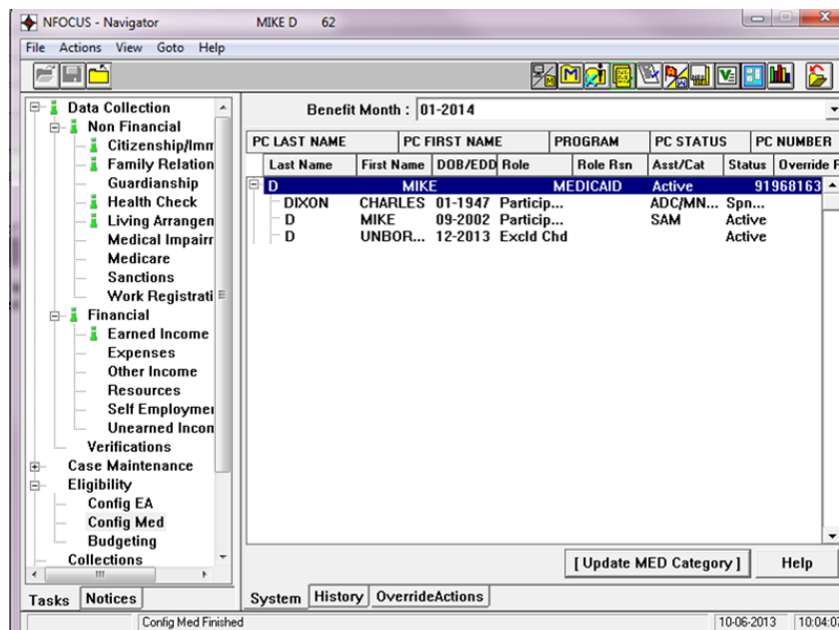 NFOCUS - Navigator MIKE D 62
File Actions View Goto Help
Benefit Month : 01-2014
PC LAST NAME PC FIRST NAME PROGRAM PC STATUS PC NUMBER
Last Name First Name DOB/EDD Role Role Rsn Asst/Cat Status Override F
D MIKE MEDICAID Active 91968163
DIXON CHARLES 01-1947 Particip... ADC/MN... Spn...
D MIKE 09-2002 Particip... SAM Active
D UNBOR... 12-2013 Excld Chd Active
Data Collection
Non Financial
Citizenship/Imm
Family Relation
Guardianship
Health Check
Living Arrangen
Medical Impairr
Medicare
Sanctions
Work Registrati
Financial
Earned Income
Expenses
Other Income
Resources
Self Employmer
Unearned Incon
Verifications
Case Maintenance
Eligibility
Config EA
Config Med
Budgeting
Collections
[ Update MED Category ] Help
Tasks Notices
System History OverrideActions
Config Med Finished 10-06-2013 10:04:0